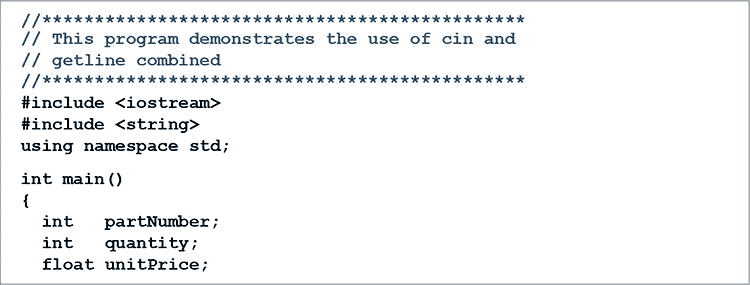 //**********************************************
// This program demonstrates the use of cin and
// getline combined
//**********************************************
#include <iostream>
#include <string>
using namespace std;
int main()
{
  int   partNumber;
  int   quantity;
  float unitPrice;